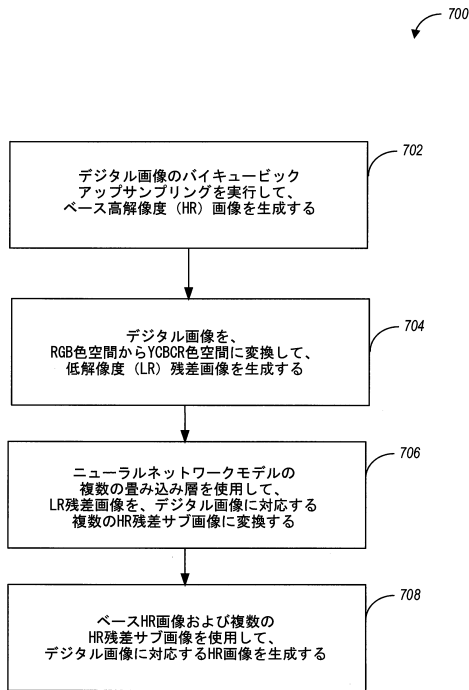 700
702
デジタル画像のバイキュービック
アップサンプリングを実行して、
ベース高解像度（HR）画像を生成する
704
デジタル画像を、
RGB色空間からYCBCR色空間に変換して、
低解像度（LR）残差画像を生成する
706
ニューラルネットワークモデルの
複数の畳み込み層を使用して、
LR残差画像を、デジタル画像に対応する
複数のHR残差サブ画像に変換する
708
ベースHR画像および複数の
HR残差サブ画像を使用して、
デジタル画像に対応するHR画像を生成する